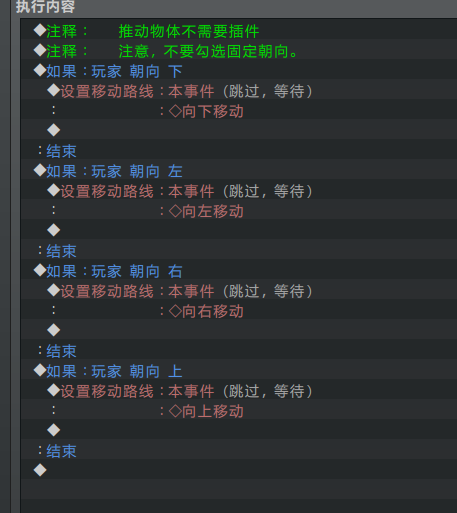 执行内容
◆注释：推动物体不需要插件
◆注释：注意，不要勾选固定朝向。
◆如果：玩家 朝向 下
◆设置移动路线：本事件（跳过，等待）
：：◇向下移动
◆
：结束
◆如果：玩家 朝向 左
◆设置移动路线：本事件（跳过，等待）
：：◇向左移动
◆
：结束
◆如果：玩家 朝向 右
◆设置移动路线：本事件（跳过，等待）
：：◇向右移动
◆
：结束
◆如果：玩家 朝向 上
◆设置移动路线：本事件（跳过，等待）
：：◇向上移动
◆
：结束
◆